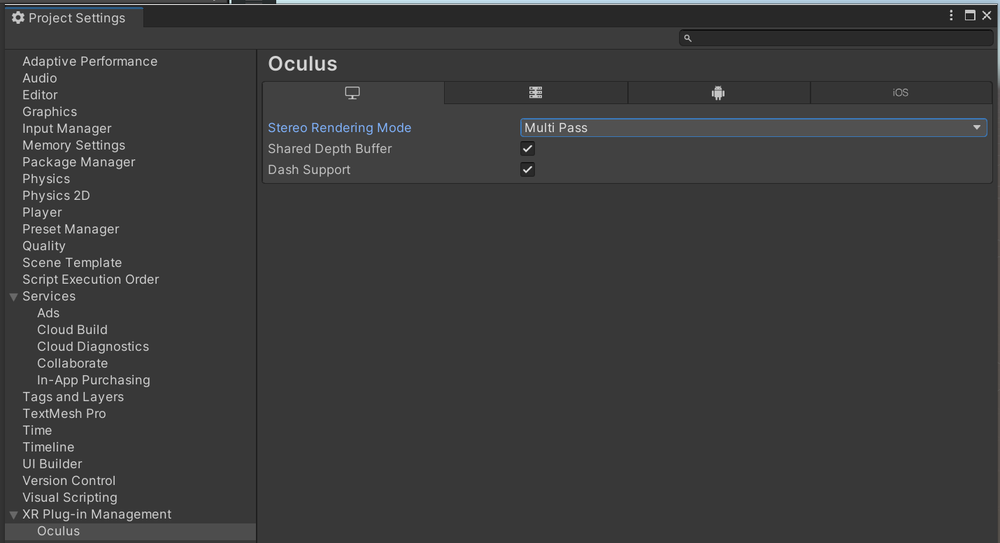 Project Settings
Adaptive Performance
Audio
Editor
Graphics
Input Manager
Memory Settings
Package Manager
Physics
Physics 2D
Player
Preset Manager
Quality
Scene Template
Script Execution Order
Services
Ads
Cloud Build
Cloud Diagnostics
Collaborate
In-App Purchasing
Tags and Layers
TextMesh Pro
Time
Timeline
UI Builder
Version Control
Visual Scripting
XR Plug-in Management
Oculus
Oculus
iOS
Stereo Rendering Mode Multi Pass
Shared Depth Buffer
Dash Support